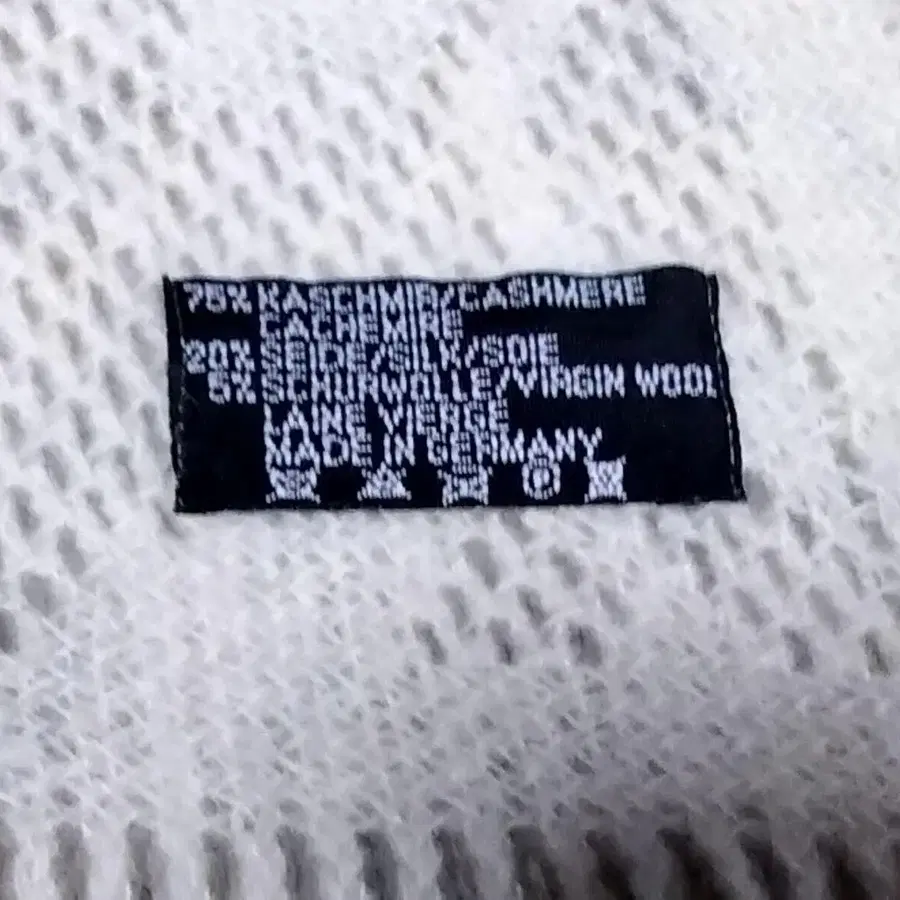 75% KASCHMIR/CASHMERE
CACHEMIRE
20% SEIDE/SILK/SOIE
5% SCHURWOLLE/VIRGIN WOOL
LAINE VIERGE
MADE IN GERMANY
P